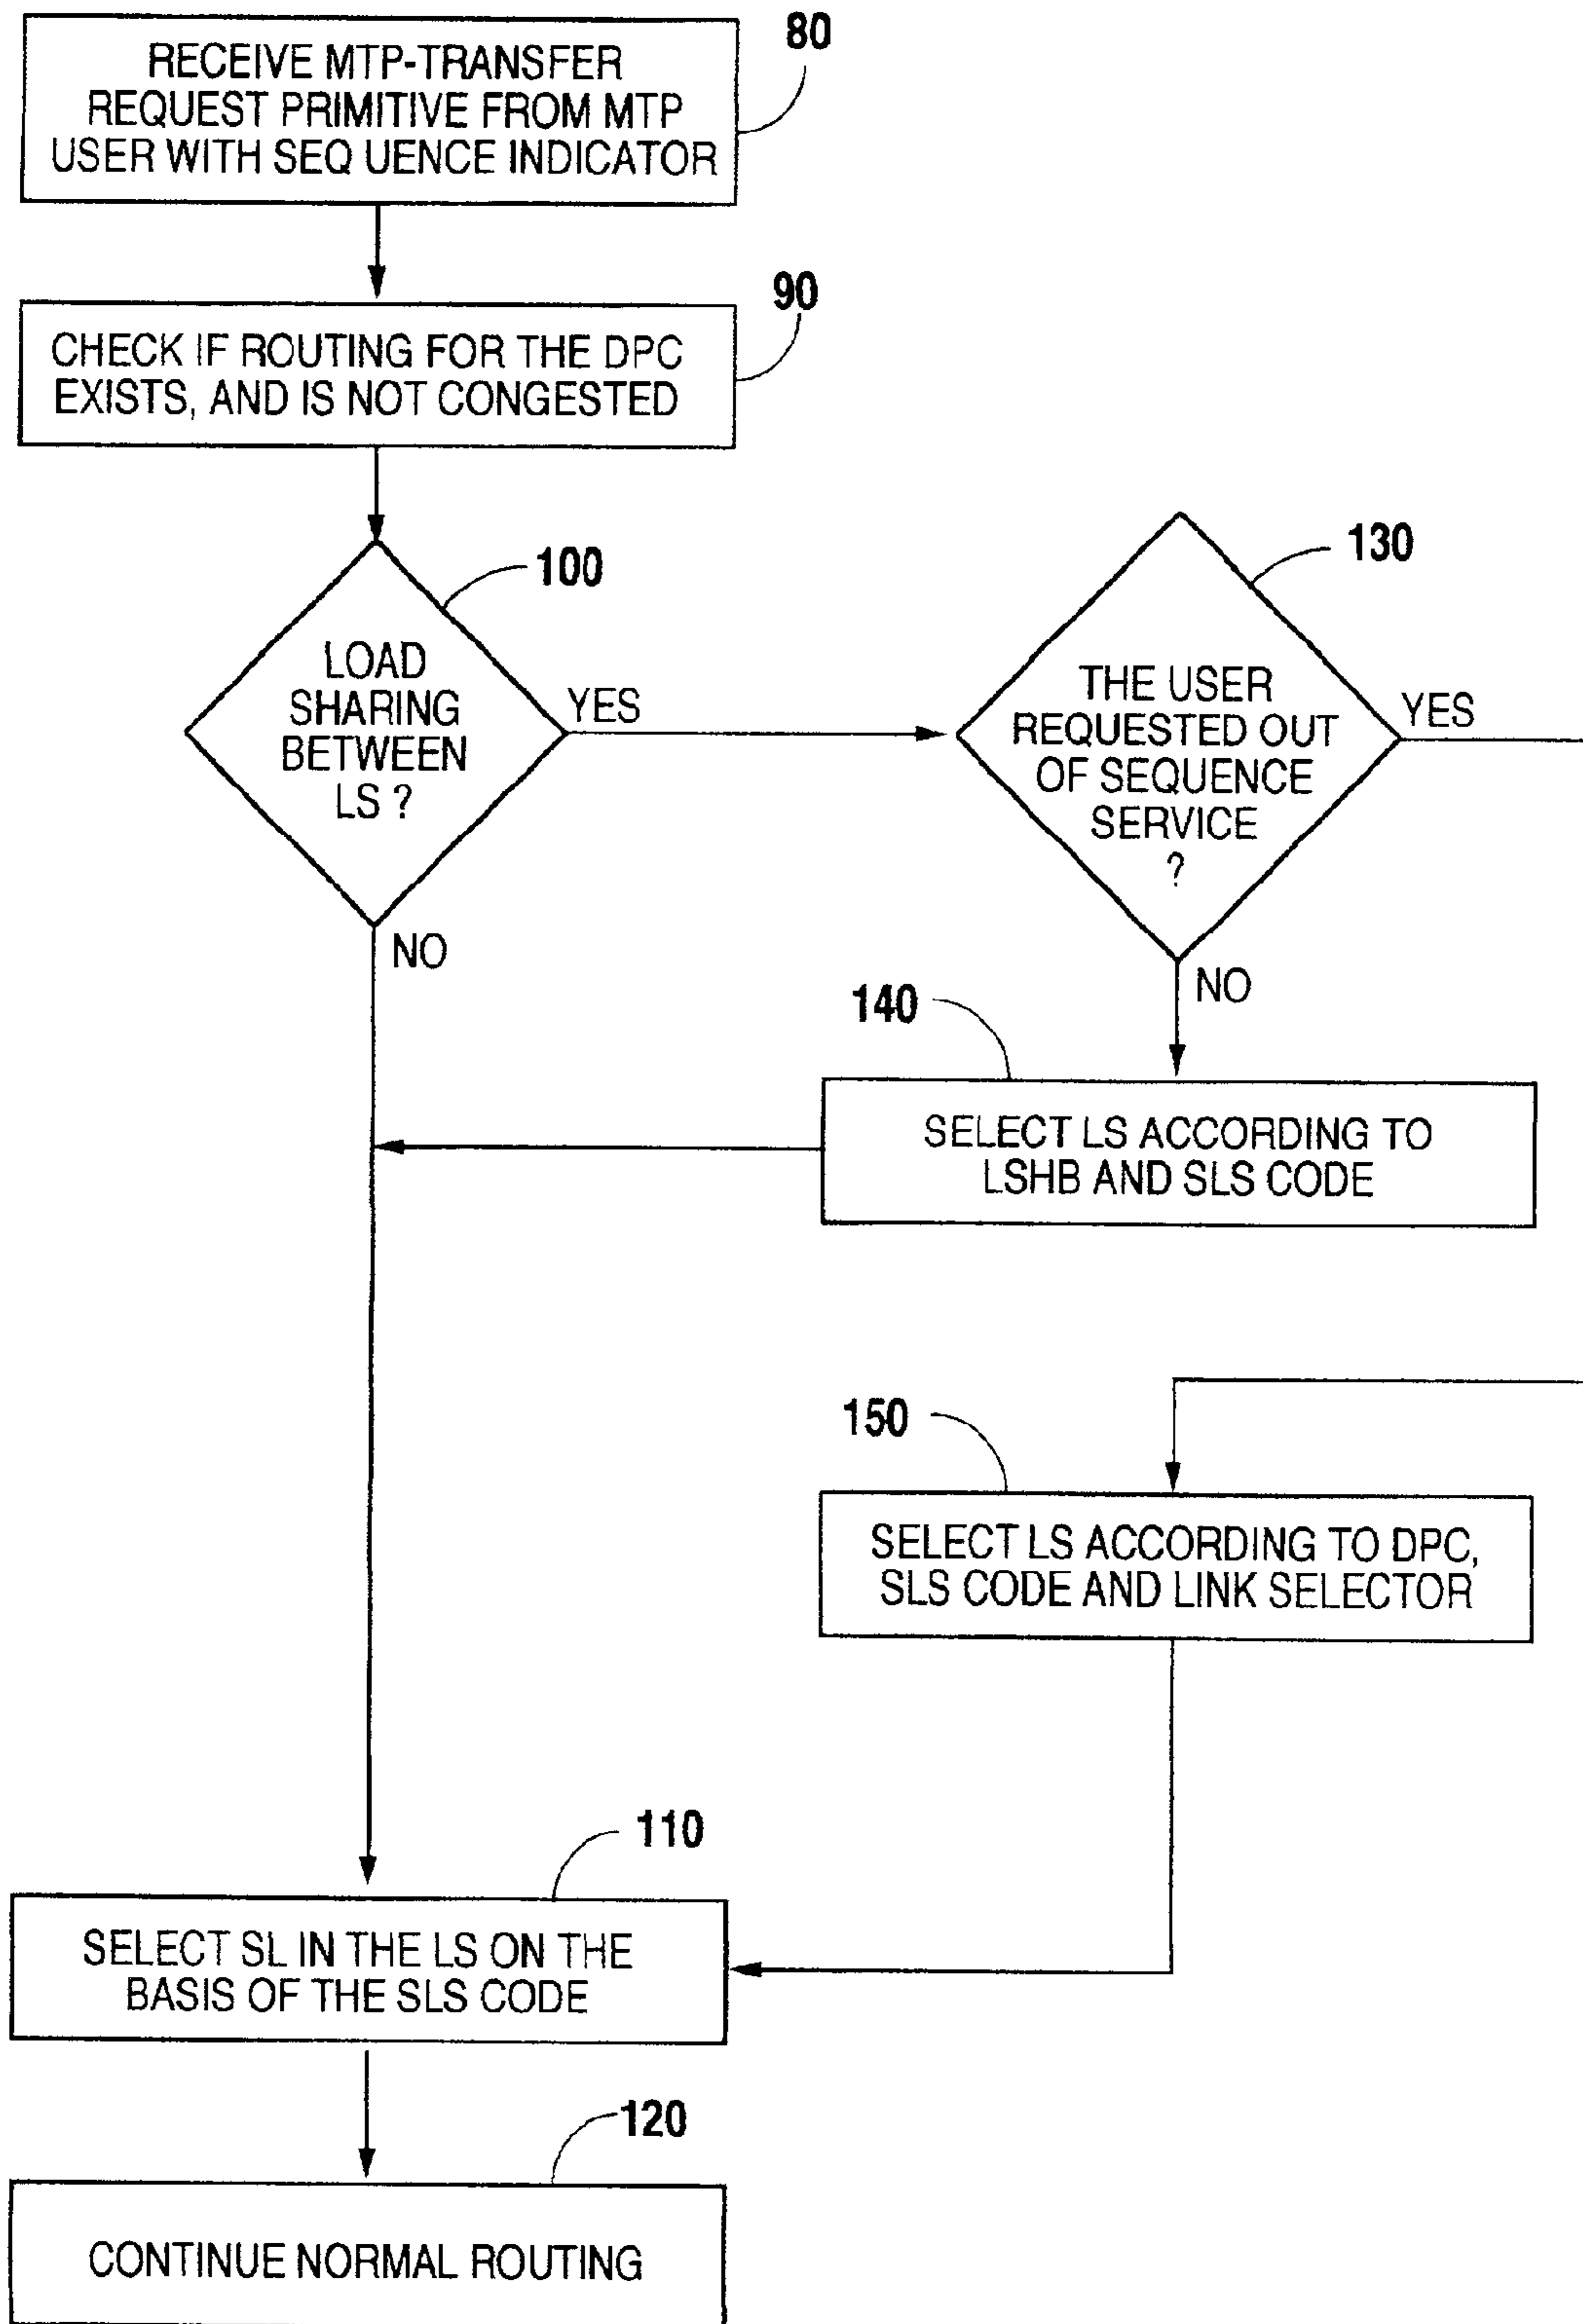 80
RECEIVE MTP-TRANSFER
REQUEST PRIMITIVE FROM MTP
USER WITH SEQ UENCE INDICATOR
90
CHECK IF ROUTING FOR THE DPC
EXISTS, AND IS NOT CONGESTED
100
LOAD
SHARING
BETWEEN
LS ?
YES
NO
130
THE USER
REQUESTED OUT
OF SEQUENCE
SERVICE
?
YES
NO
140
SELECT LS ACCORDING TO
LSHB AND SLS CODE
150
SELECT LS ACCORDING TO DPC,
SLS CODE AND LINK SELECTOR
110
SELECT SL IN THE LS ON THE
BASIS OF THE SLS CODE
120
CONTINUE NORMAL ROUTING